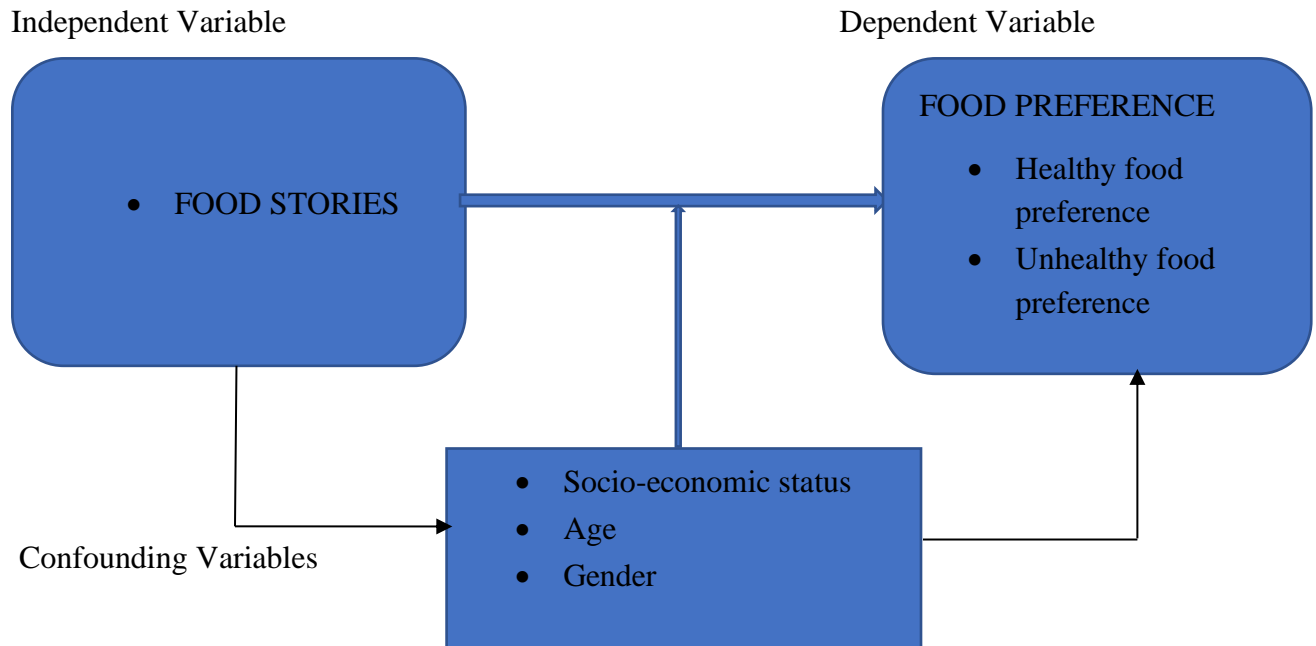 Independent Variable
Dependent Variable
FOOD PREFERENCE
• Healthy food
preference
• Unhealthy food
preference
• FOOD STORIES
• Socio-economic status
• Age
• Gender
Confounding Variables